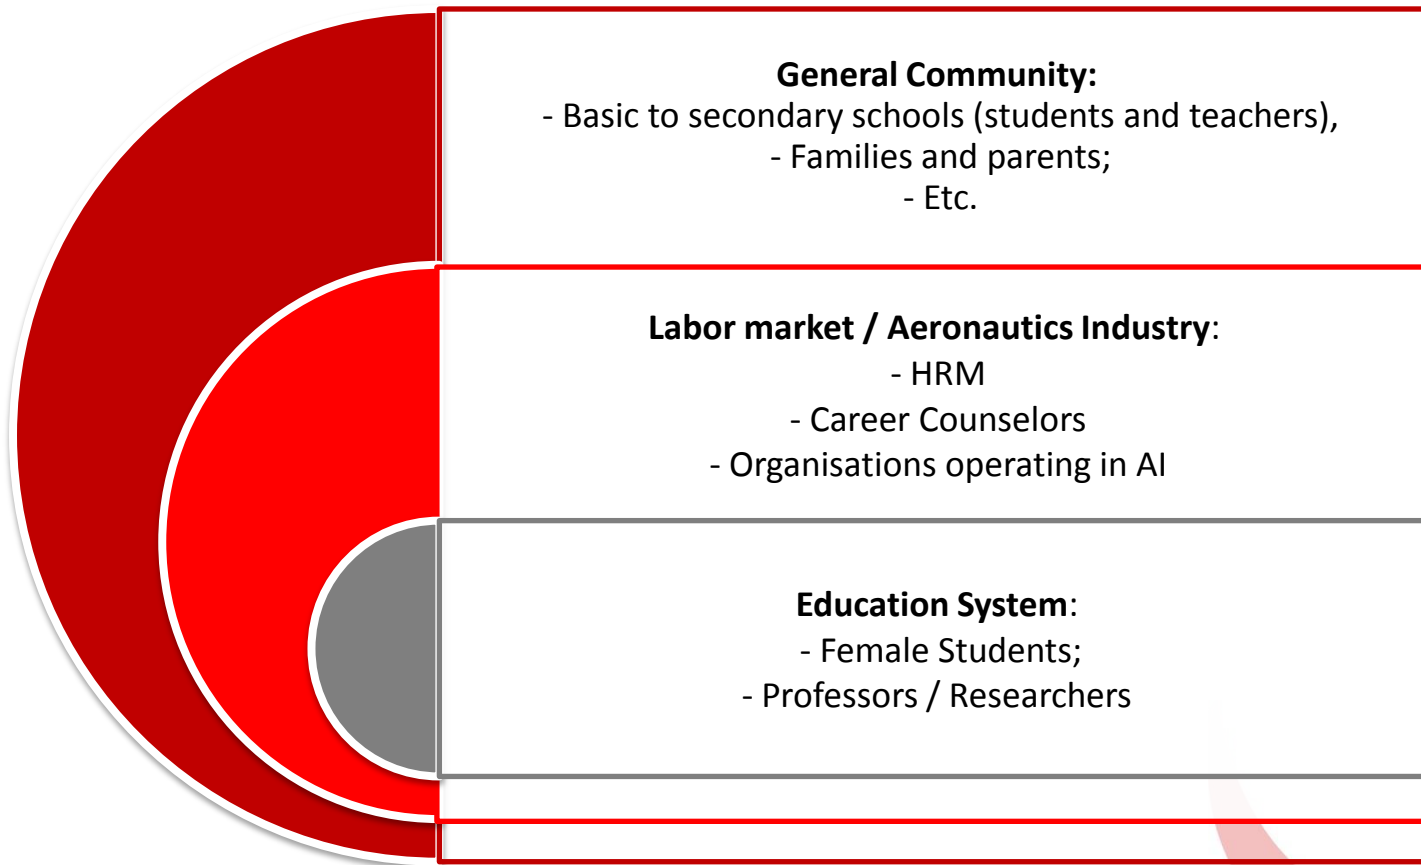 General Community:
- Basic to secondary schools (students and teachers),
- Families and parents;
- Etc.
Labor market / Aeronautics Industry:
- HRM
- Career Counselors
- Organisations operating in AI
Education System:
- Female Students;
- Professors / Researchers